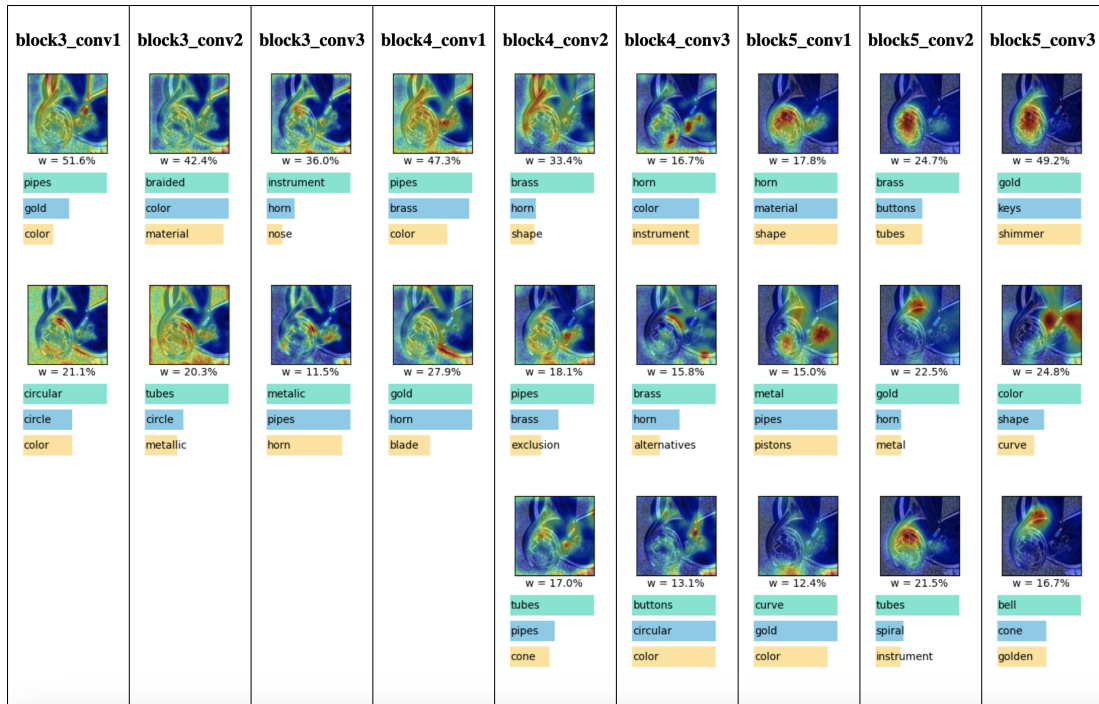 block3_conv1 block3_conv2 block3_conv3 block4_conv1 block4_conv2 block4_conv3 block5_conv1 block5_conv2 block5_conv3
w = 51.6% w = 42.4% w = 36.0% w = 47.3% w = 33.4% w = 16.7% w = 17.8% w = 24.7% w = 49.2%
pipes braided instrument pipes brass horn horn brass gold
gold color horn brass horn color material buttons keys
color material nose color shape instrument shape tubes shimmer
w = 21.1% w = 20.3% w = 11.5% w = 27.9% w = 18.1% w = 15.8% w = 15.0% w = 22.5% w = 24.8%
circular tubes metalic gold pipes brass metal gold color
circle circle pipes horn brass horn pipes horn shape
color metallic horn blade exclusion alternatives pistons metal curve
w = 17.0% w = 13.1% w = 12.4% w = 21.5% w = 16.7%
tubes buttons curve tubes bell
pipes circular gold spiral cone
cone color color instrument golden